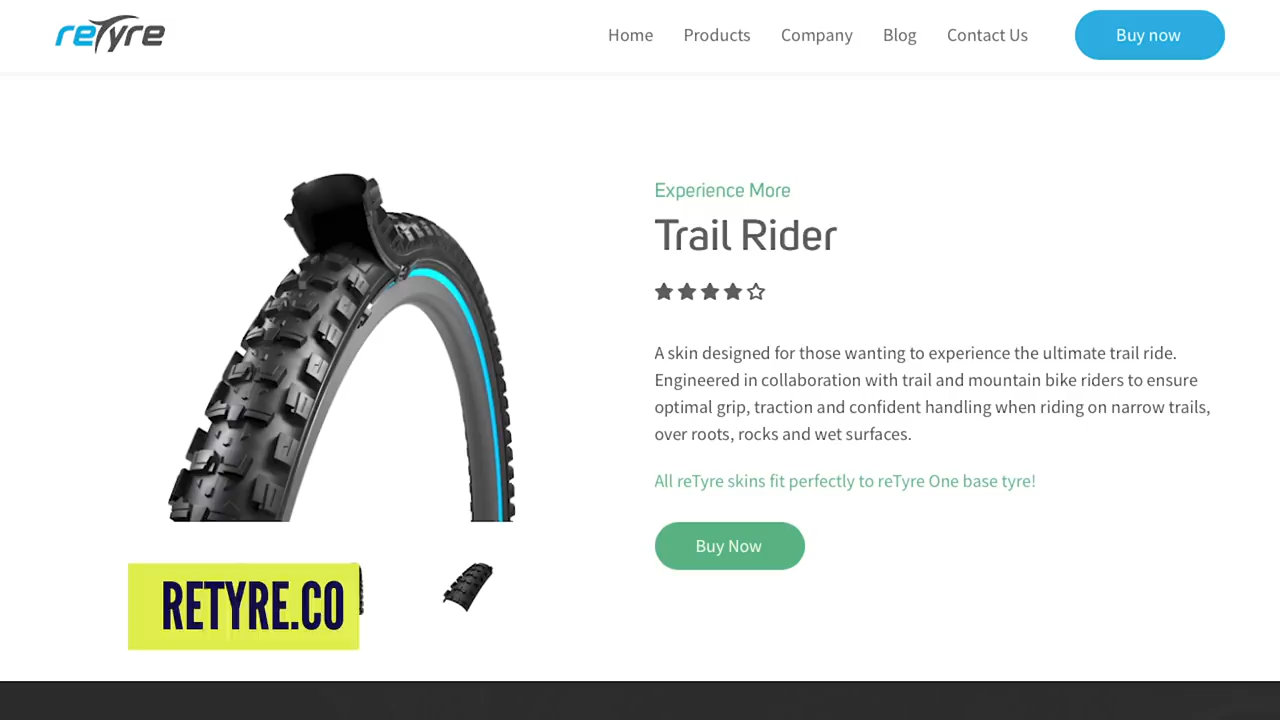 reTyre
Home Products Company Blog Contact Us Buy now
Experience More
Trail Rider
A skin designed for those wanting to experience the ultimate trail ride.
Engineered in collaboration with trail and mountain bike riders to ensure
optimal grip, traction and confident handling when riding on narrow trails,
over roots, rocks and wet surfaces.
All reTyre skins fit perfectly to reTyre One base tyre!
Buy Now
RETYRE.CO